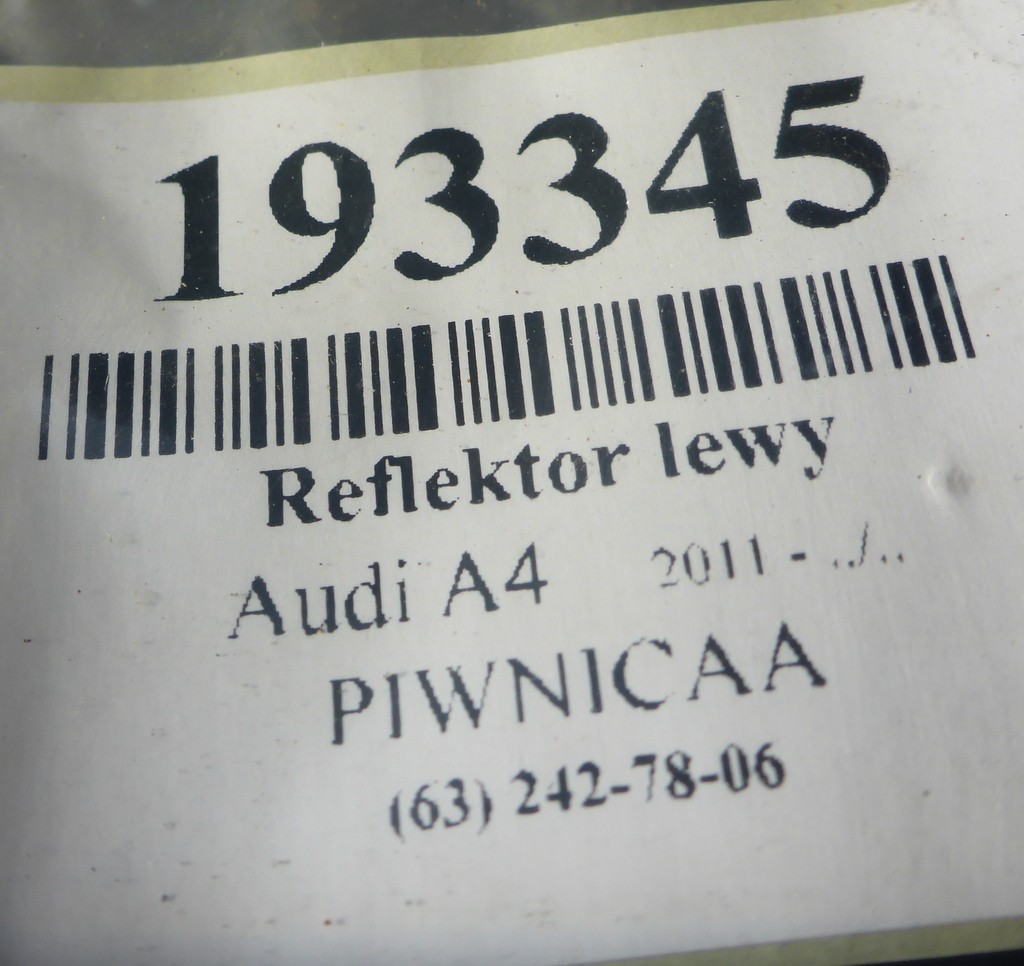 193345
Reflektor lewy
Audi A4 2011 - ../..
PIWNICAA
(63) 242-78-06